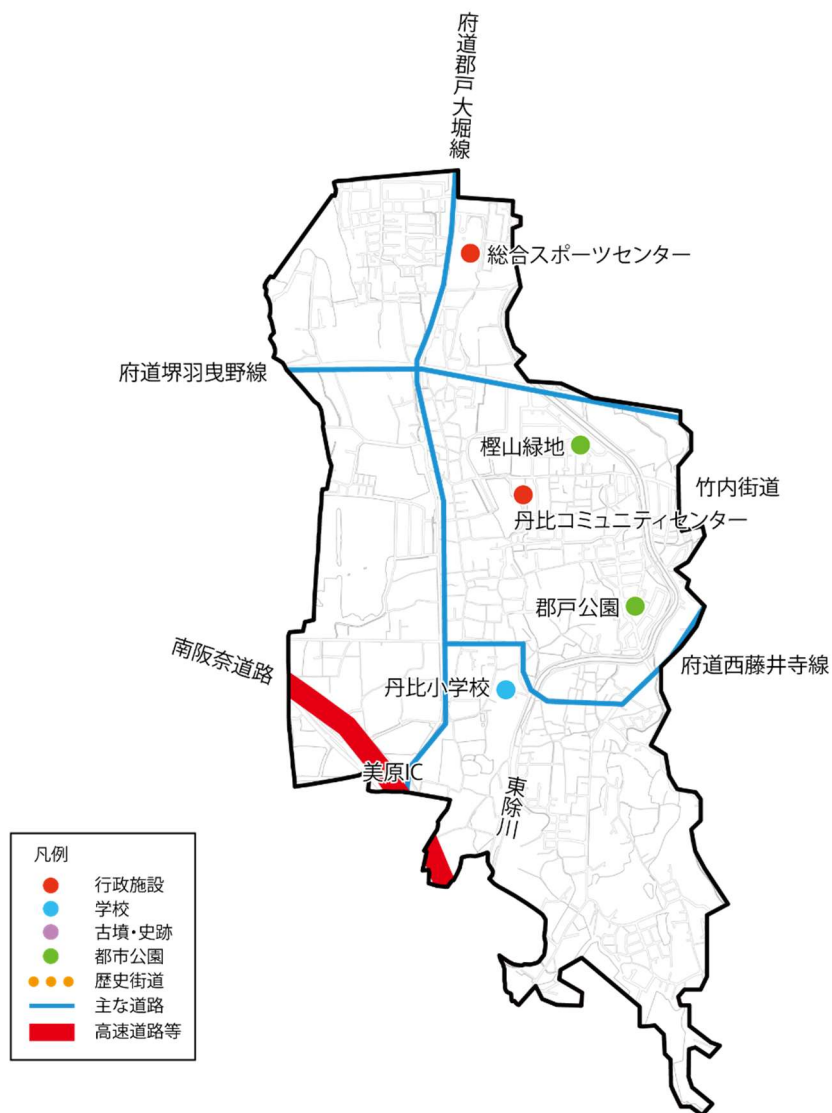 府道郡戸大堀線
総合スポーツセンター
府道堺羽曳野線
樫山緑地
竹内街道
丹比コミュニティセンター
郡戸公園
南阪奈道路
府道西藤井寺線
丹比小学校
美原IC
東除川
凡例
行政施設
学校
古墳・史跡
都市公園
歴史街道
主な道路
高速道路等